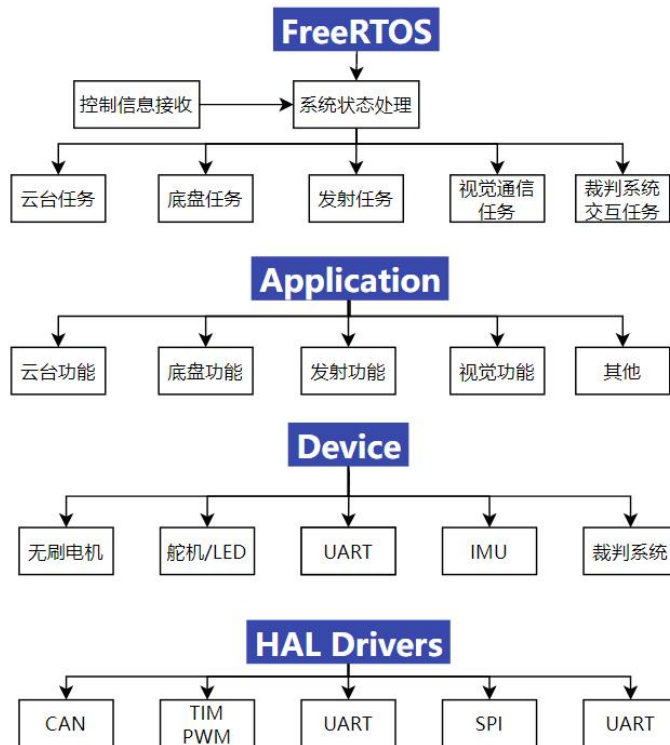 FreeRTOS
控制信息接收
系统状态处理
云台任务
底盘任务
发射任务
视觉通信
任务
裁判系统
交互任务
Application
云台功能
底盘功能
发射功能
视觉功能
其他
Device
无刷电机
舵机/LED
UART
IMU
裁判系统
HAL Drivers
CAN
TIM
PWM
UART
SPI
UART